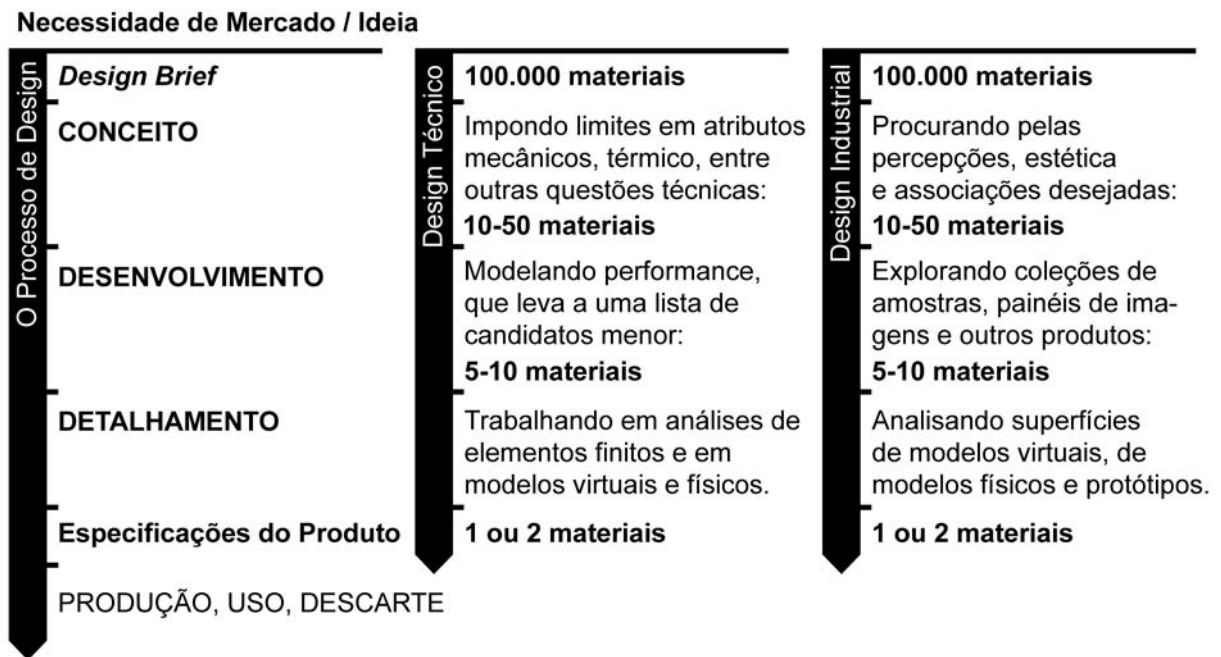 Necessidade de Mercado / Ideia
O Processo de Design
Design Brief
CONCEITO
DESENVOLVIMENTO
DETALHAMENTO
Especificações do Produto
PRODUÇÃO, USO, DESCARTE
Design Técnico
100.000 materiais
Impondo limites em atributos
mecânicos, térmico, entre
outras questões técnicas:
10-50 materiais
Modelando performance,
que leva a uma lista de
candidatos menor:
5-10 materiais
Trabalhando em análises de
elementos finitos e em
modelos virtuais e físicos.
1 ou 2 materiais
Design Industrial
100.000 materiais
Procurando pelas
percepções, estética
e associações desejadas:
10-50 materiais
Explorando coleções de
amostras, painéis de ima-
gens e outros produtos:
5-10 materiais
Analisando superfícies
de modelos virtuais, de
modelos físicos e protótipos.
1 ou 2 materiais